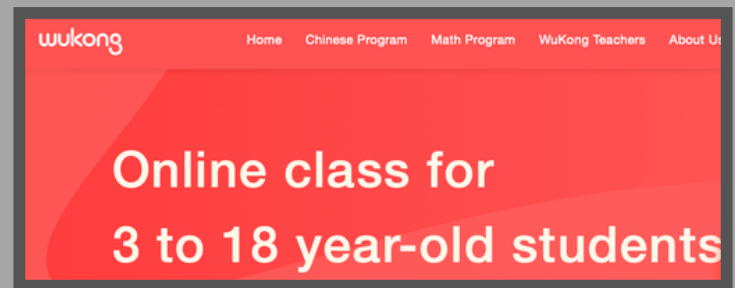 wukong Home Chinese Program Math Program WuKong Teachers About Us
Online class for
3 to 18 year-old students